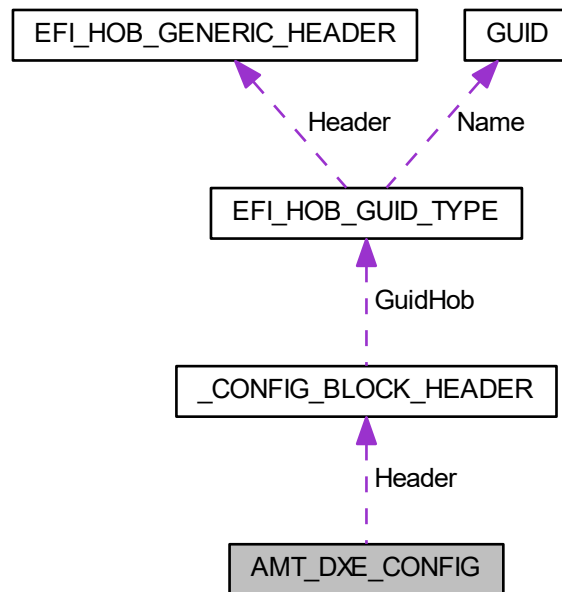 EFI_HOB_GENERIC_HEADER
GUID
Header
Name
EFI_HOB_GUID_TYPE
GuidHob
_CONFIG_BLOCK_HEADER
Header
AMT_DXE_CONFIG